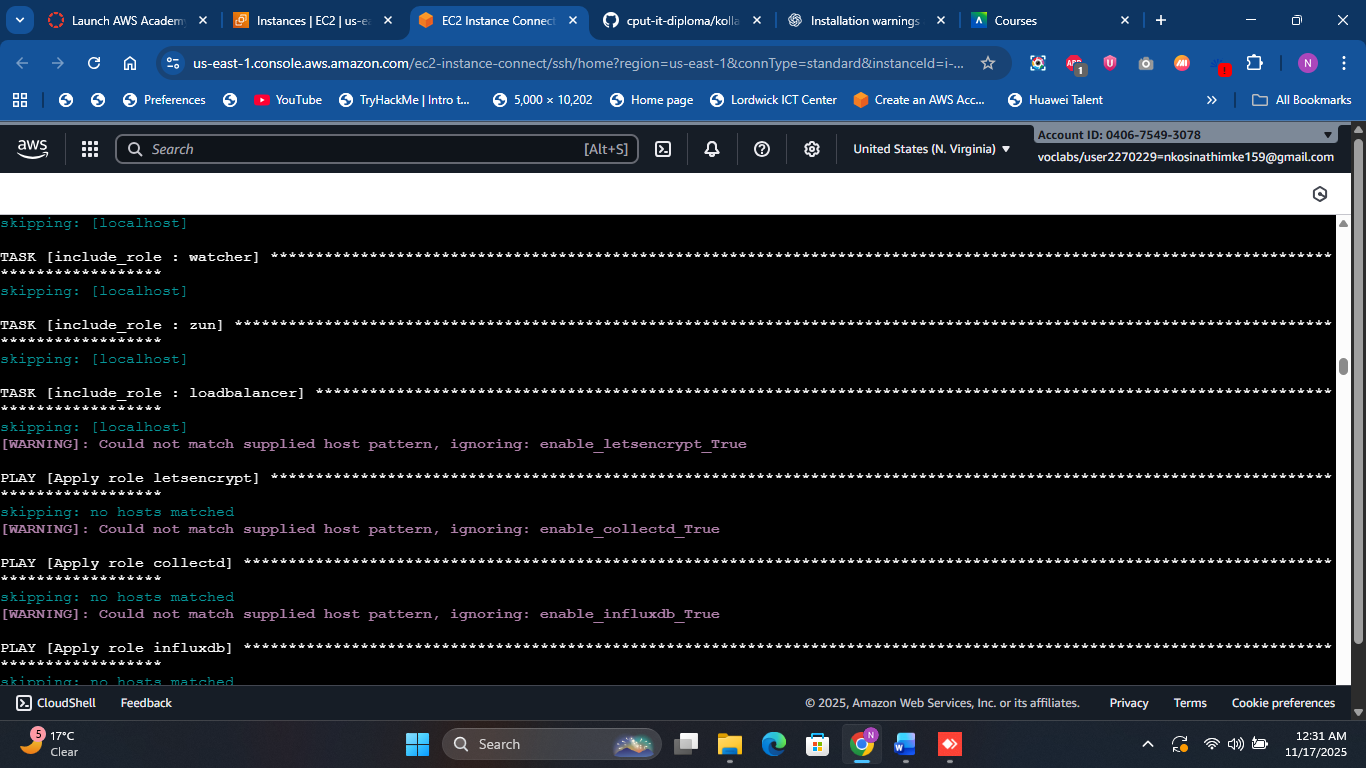 Launch AWS Academy
Instances | EC2 | us-ea
EC2 Instance Connect
cput-it-diploma/kolla
Installation warnings
Courses
us-east-1.console.aws.amazon.com/ec2-instance-connect/ssh/home?region=us-east-1&connType=standard&instanceId=i-...
1
N
Preferences
YouTube
TryHackMe | Intro t...
5,000 × 10,202
Home page
Lordwick ICT Center
Create an AWS Acc...
Huawei Talent
»
All Bookmarks
aws
Search
[Alt+S]
United States (N. Virginia)
Account ID: 0406-7549-3078
voclabs/user2270229=nkosinathimke159@gmail.com
skipping: [localhost]
TASK [include_role : watcher] **********************************************************************************************************************
******************
skipping: [localhost]
TASK [include_role : zun] **************************************************************************************************************************
******************
skipping: [localhost]
TASK [include_role : loadbalancer] *****************************************************************************************************************
******************
skipping: [localhost]
[WARNING]: Could not match supplied host pattern, ignoring: enable_letsencrypt_True
PLAY [Apply role letsencrypt] **********************************************************************************************************************
******************
skipping: no hosts matched
[WARNING]: Could not match supplied host pattern, ignoring: enable_collectd_True
PLAY [Apply role collectd] *************************************************************************************************************************
******************
skipping: no hosts matched
[WARNING]: Could not match supplied host pattern, ignoring: enable_influxdb_True
PLAY [Apply role influxdb] *************************************************************************************************************************
******************
skipping: no hosts matched
CloudShell
Feedback
© 2025, Amazon Web Services, Inc. or its affiliates.
Privacy
Terms
Cookie preferences
5
17°C
Clear
Search
N
12:31 AM
11/17/2025